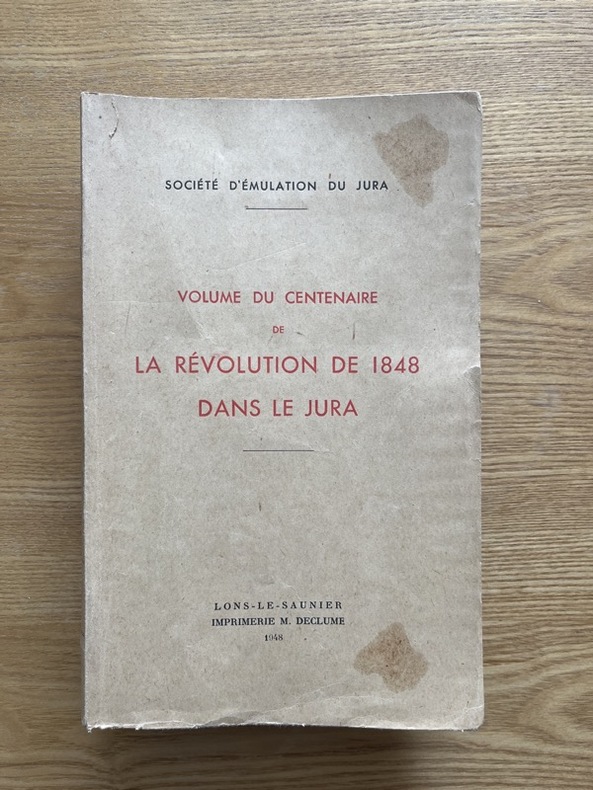 SOCIÉTÉ D'ÉMULATION DU JURA
VOLUME DU CENTENAIRE
DE
LA RÉVOLUTION DE 1848
DANS LE JURA
LONS-LE-SAUNIER
IMPRIMERIE M. DECLUME
1948